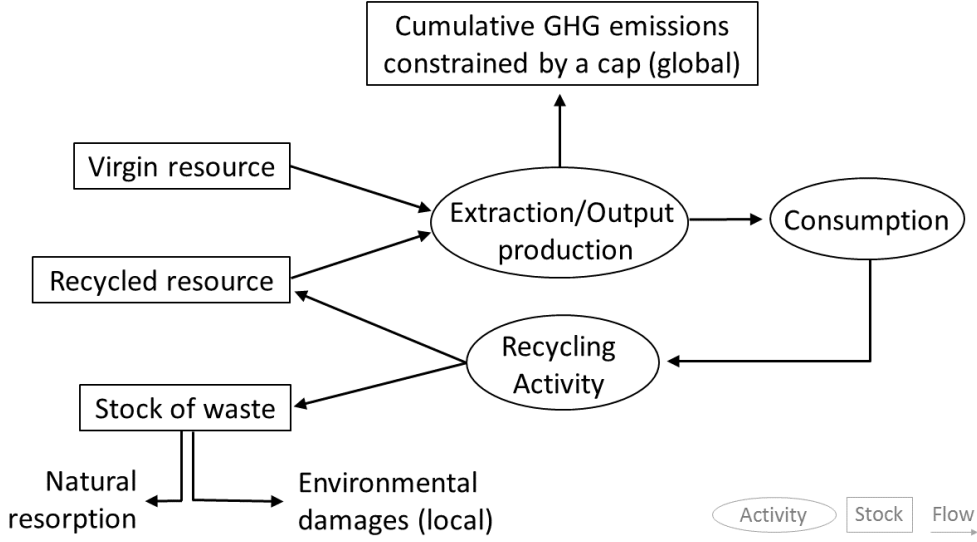 Cumulative GHG emissions
constrained by a cap (global)
Virgin resource
Extraction/Output
production
Consumption
Recycled resource
Recycling
Activity
Stock of waste
Natural
resorption
Environmental
damages (local)
Activity
Stock
Flow